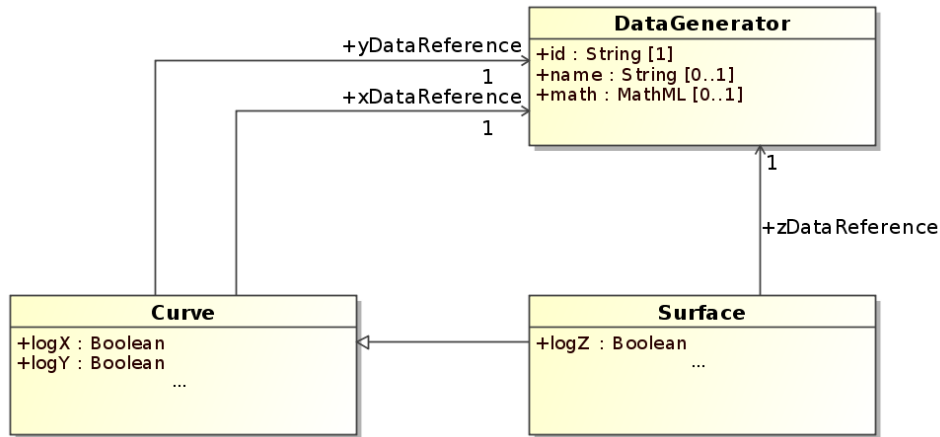 DataGenerator
+yDataReference
+id : String [1]
1
+name : String [0..1]
+xDataReference
+math : MathML [0..1]
1
1
+zDataReference
Curve
+logX : Boolean
+logY : Boolean
...
Surface
+logZ : Boolean
...